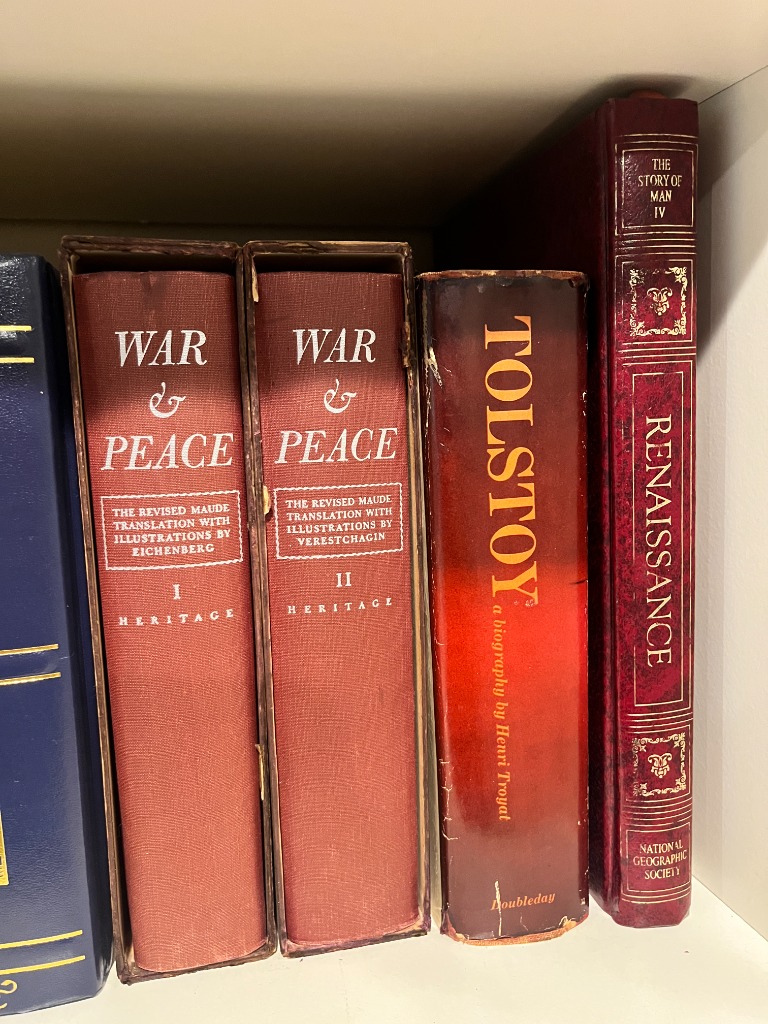 WAR
&
PEACE
THE REVISED MAUDE
TRANSLATION WITH
ILLUSTRATIONS BY
EICHENBERG
I
HERITAGE
WAR
&
PEACE
THE REVISED MAUDE
TRANSLATION WITH
ILLUSTRATIONS BY
VERESTCHAGIN
II
HERITAGE
TOLSTOY
a biography by Henri Troyat
Doubleday
THE
STORY OF
MAN
IV
RENAISSANCE
NATIONAL
GEOGRAPHIC
SOCIETY